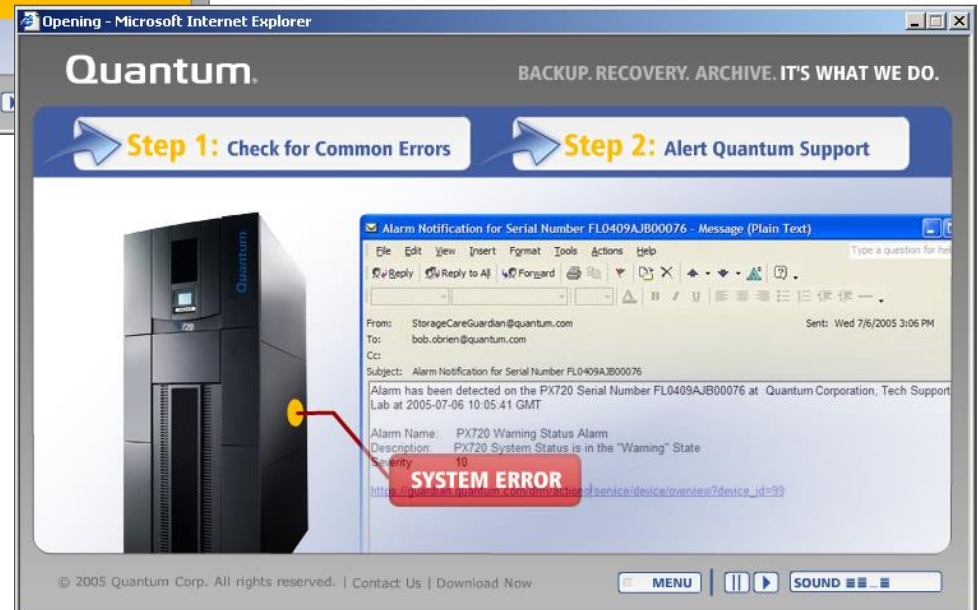 Opening - Microsoft Internet Explorer
Quantum.
BACKUP. RECOVERY. ARCHIVE. IT'S WHAT WE DO.
Step 1: Check for Common Errors
Step 2: Alert Quantum Support
Quantum
720
Alarm Notification for Serial Number FL0409AJB00076 - Message (Plain Text)
File Edit View Insert Format Tools Actions Help
Type a question for hel
Reply Reply to All Forward
A B I U
From: StorageCareGuardian@quantum.com
Sent: Wed 7/6/2005 3:06 PM
To: bob.obrien@quantum.com
Cc:
Subject: Alarm Notification for Serial Number FL0409AJB00076
Alarm has been detected on the PX720 Serial Number FL0409AJB00076 at Quantum Corporation, Tech Support
Lab at 2005-07-06 10:05:41 GMT
Alarm Name: PX720 Warning Status Alarm
Description: PX720 System Status is in the "Warning" State
Severity 10
SYSTEM ERROR
https://guardian.quantum.com/drm/actions/service/device/overview?device_id=99
© 2005 Quantum Corp. All rights reserved. | Contact Us | Download Now
MENU
SOUND